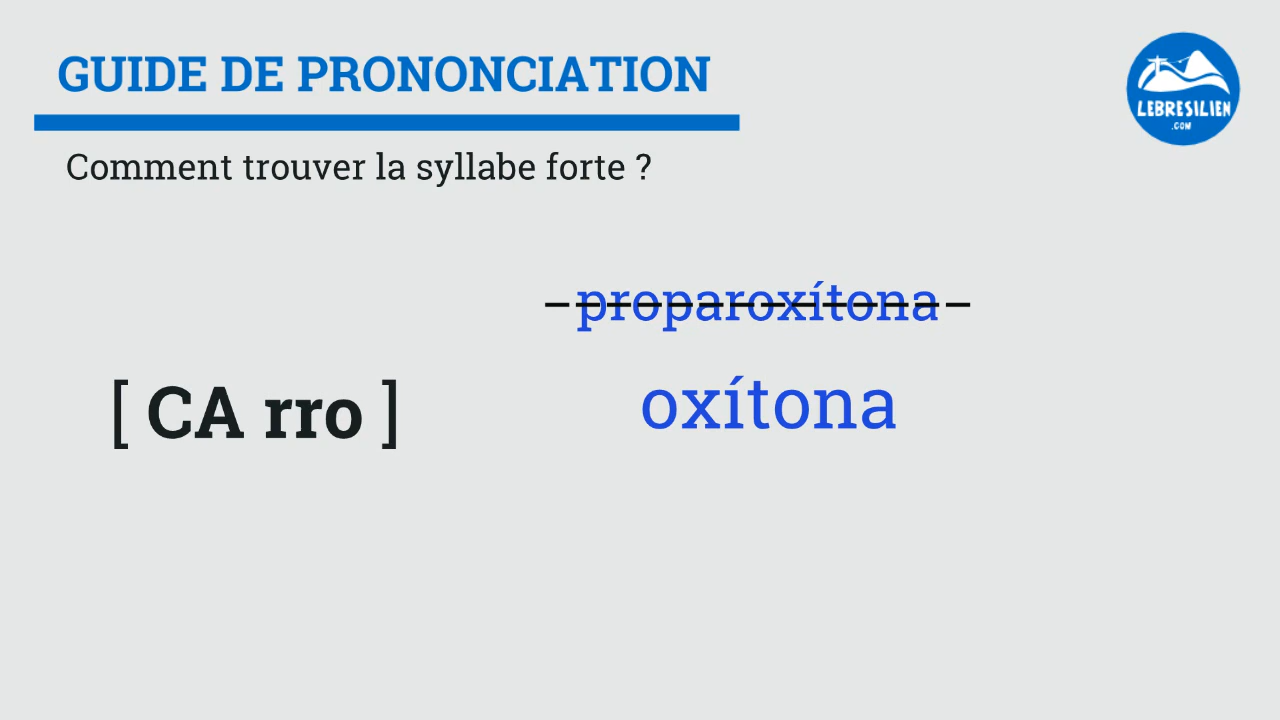 GUIDE DE PRONONCIATION
LEBRESILIEN
.COM
Comment trouver la syllabe forte ?
proparoxítona
[ CA rro ]
oxítona